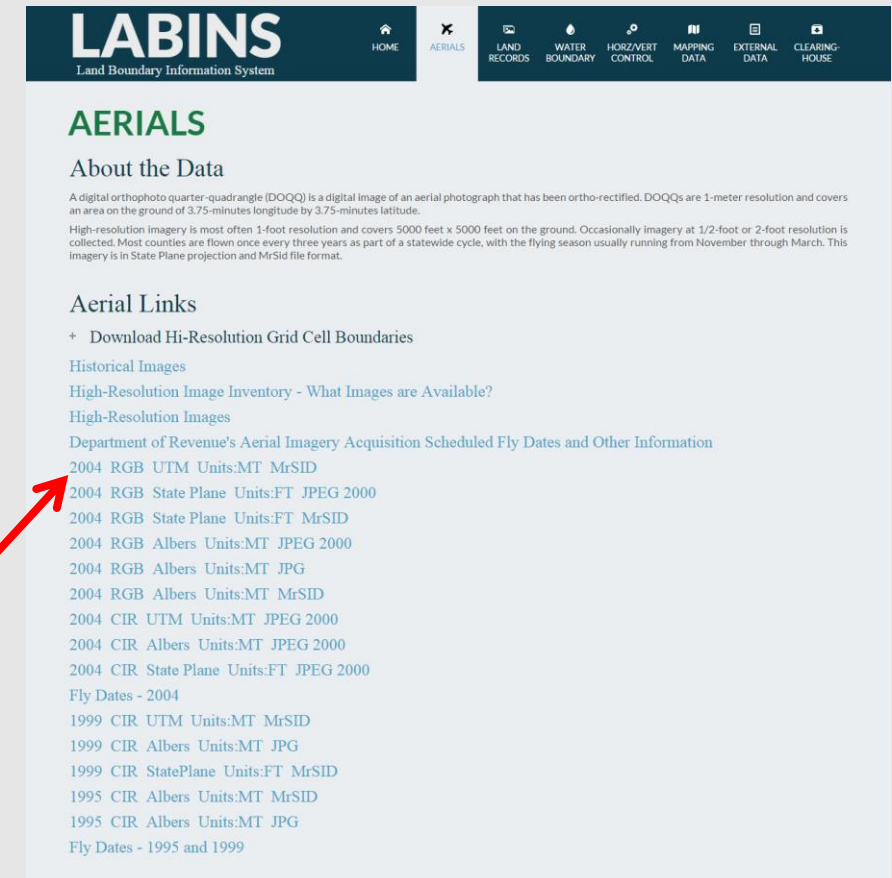 LABINS
Land Boundary Information System
HOME
AERIALS
LAND RECORDS
WATER BOUNDARY
HORZ/VERT CONTROL
MAPPING DATA
EXTERNAL DATA
CLEARING-HOUSE
AERIALS
About the Data
A digital orthophoto quarter-quadrangle (DOQQ) is a digital image of an aerial photograph that has been ortho-rectified. DOQQs are 1-meter resolution and covers
an area on the ground of 3.75-minutes longitude by 3.75-minutes latitude.
High-resolution imagery is most often 1-foot resolution and covers 5000 feet x 5000 feet on the ground. Occasionally imagery at 1/2-foot or 2-foot resolution is
collected. Most counties are flown once every three years as part of a statewide cycle, with the flying season usually running from November through March. This
imagery is in State Plane projection and MrSid file format.
Aerial Links
+ Download Hi-Resolution Grid Cell Boundaries
Historical Images
High-Resolution Image Inventory - What Images are Available?
High-Resolution Images
Department of Revenue's Aerial Imagery Acquisition Scheduled Fly Dates and Other Information
2004 RGB UTM Units:MT MrSID
2004 RGB State Plane Units:FT JPEG 2000
2004 RGB State Plane Units:FT MrSID
2004 RGB Albers Units:MT JPEG 2000
2004 RGB Albers Units:MT JPG
2004 RGB Albers Units:MT MrSID
2004 CIR UTM Units:MT JPEG 2000
2004 CIR Albers Units:MT JPEG 2000
2004 CIR State Plane Units:FT JPEG 2000
Fly Dates - 2004
1999 CIR UTM Units:MT MrSID
1999 CIR Albers Units:MT JPG
1999 CIR StatePlane Units:FT MrSID
1995 CIR Albers Units:MT MrSID
1995 CIR Albers Units:MT JPG
Fly Dates - 1995 and 1999